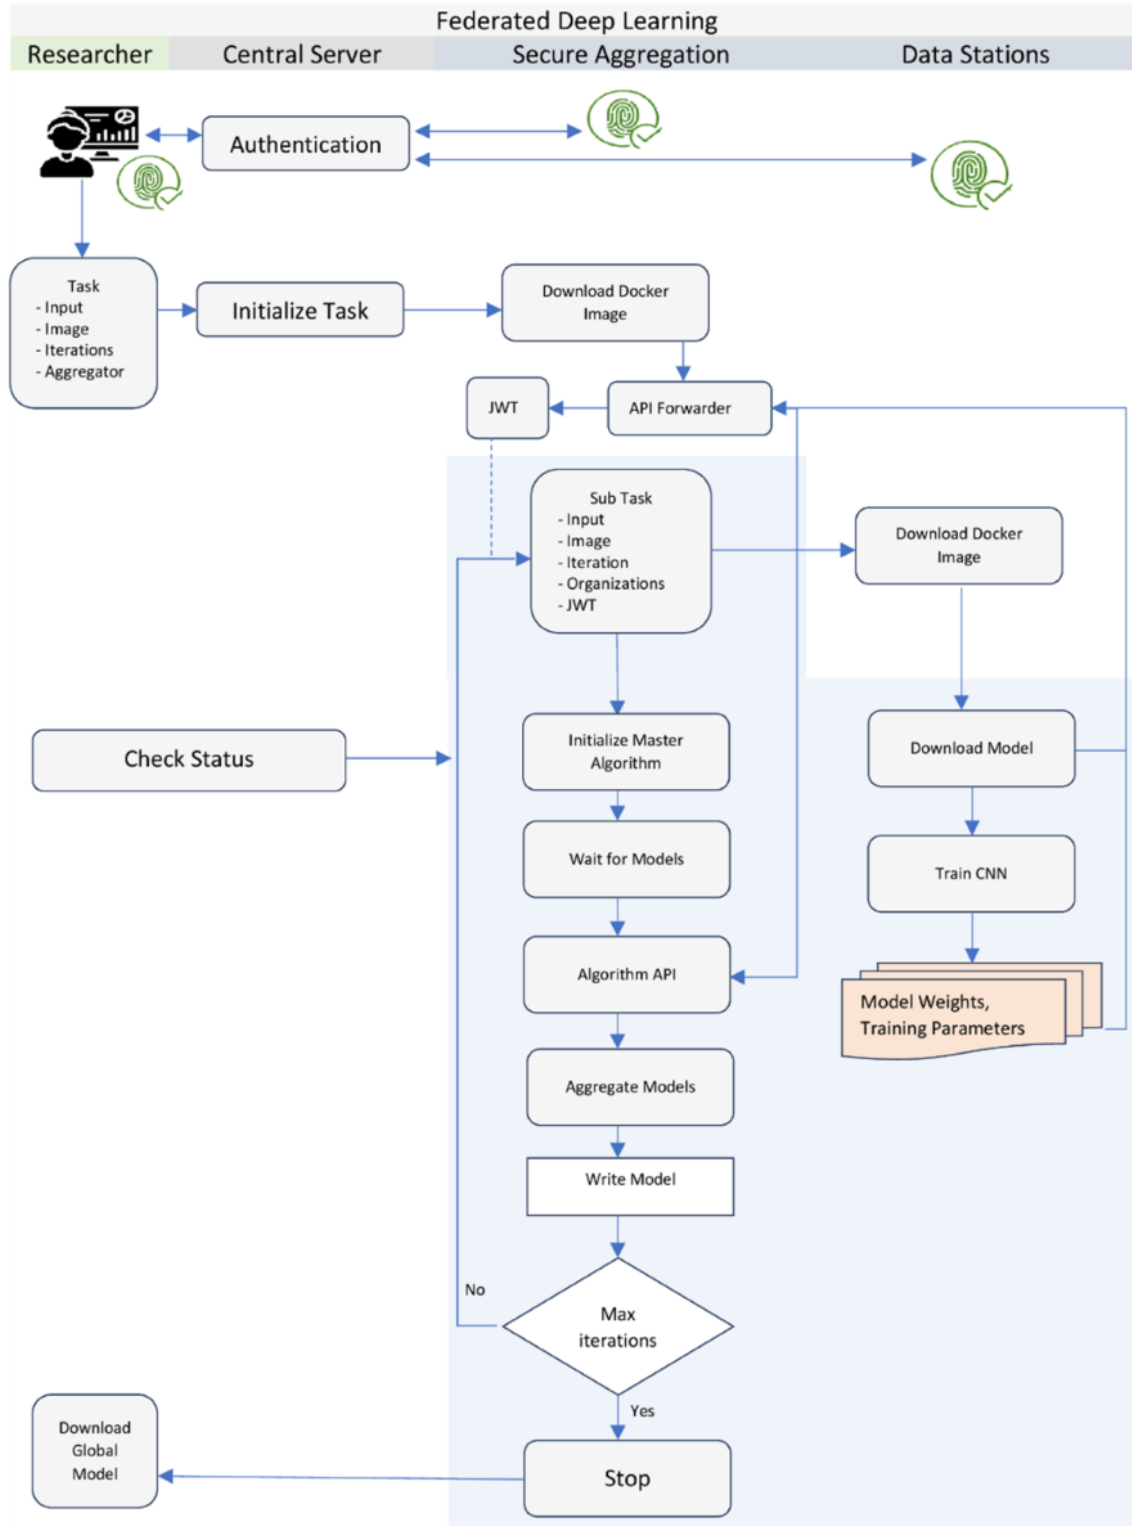 Federated Deep Learning
Researcher
Central Server
Secure Aggregation
Data Stations
Authentication
Task
- Input
- Image
- Iterations
- Aggregator
Initialize Task
Download Docker
Image
JWT
API Forwarder
Sub Task
- Input
- Image
- Iteration
- Organizations
- JWT
Download Docker
Image
Check Status
Initialize Master
Algorithm
Download Model
Wait for Models
Train CNN
Algorithm API
Model Weights,
Training Parameters
Aggregate Models
Write Model
No
Max
iterations
Yes
Download
Global
Model
Stop